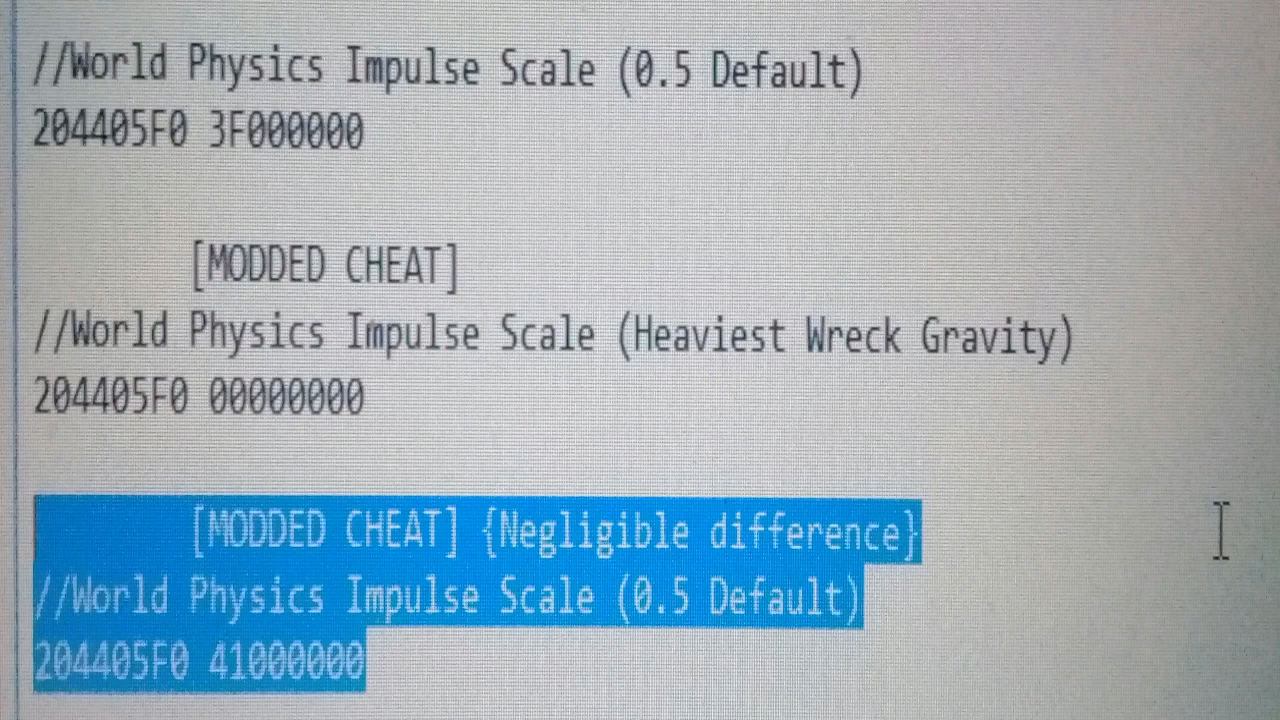 //World Physics Impulse Scale (0.5 Default)
204405F0 3F000000
[MODDED CHEAT]
//World Physics Impulse Scale (Heaviest Wreck Gravity)
204405F0 00000000
[MODDED CHEAT] {Negligible difference}
//World Physics Impulse Scale (0.5 Default)
204405F0 41000000